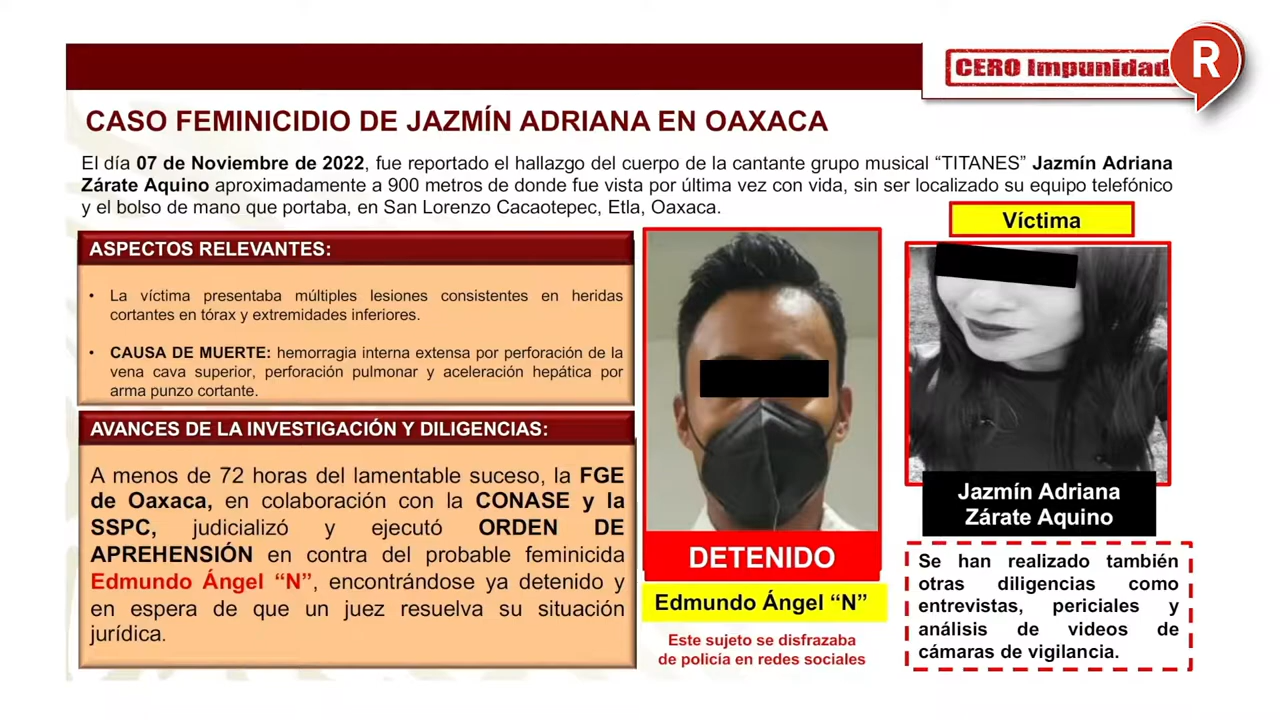 CERO Impunidad
R
CASO FEMINICIDIO DE JAZMÍN ADRIANA EN OAXACA
El día 07 de Noviembre de 2022, fue reportado el hallazgo del cuerpo de la cantante grupo musical “TITANES” Jazmín Adriana
Zárate Aquino aproximadamente a 900 metros de donde fue vista por última vez con vida, sin ser localizado su equipo telefónico
y el bolso de mano que portaba, en San Lorenzo Cacaotepec, Etla, Oaxaca.
ASPECTOS RELEVANTES:
• La víctima presentaba múltiples lesiones consistentes en heridas
cortantes en tórax y extremidades inferiores.
• CAUSA DE MUERTE: hemorragia interna extensa por perforación de la
vena cava superior, perforación pulmonar y aceleración hepática por
arma punzo cortante.
AVANCES DE LA INVESTIGACIÓN Y DILIGENCIAS:
A menos de 72 horas del lamentable suceso, la FGE
de Oaxaca, en colaboración con la CONASE y la
SSPC, judicializó y ejecutó ORDEN DE
APREHENSIÓN en contra del probable feminicida
Edmundo Ángel “N”, encontrándose ya detenido y
en espera de que un juez resuelva su situación
jurídica.
DETENIDO
Edmundo Ángel “N”
Este sujeto se disfrazaba
de policía en redes sociales
Víctima
Jazmín Adriana
Zárate Aquino
Se han realizado también
otras diligencias como
entrevistas, periciales y
análisis de videos de
cámaras de vigilancia.